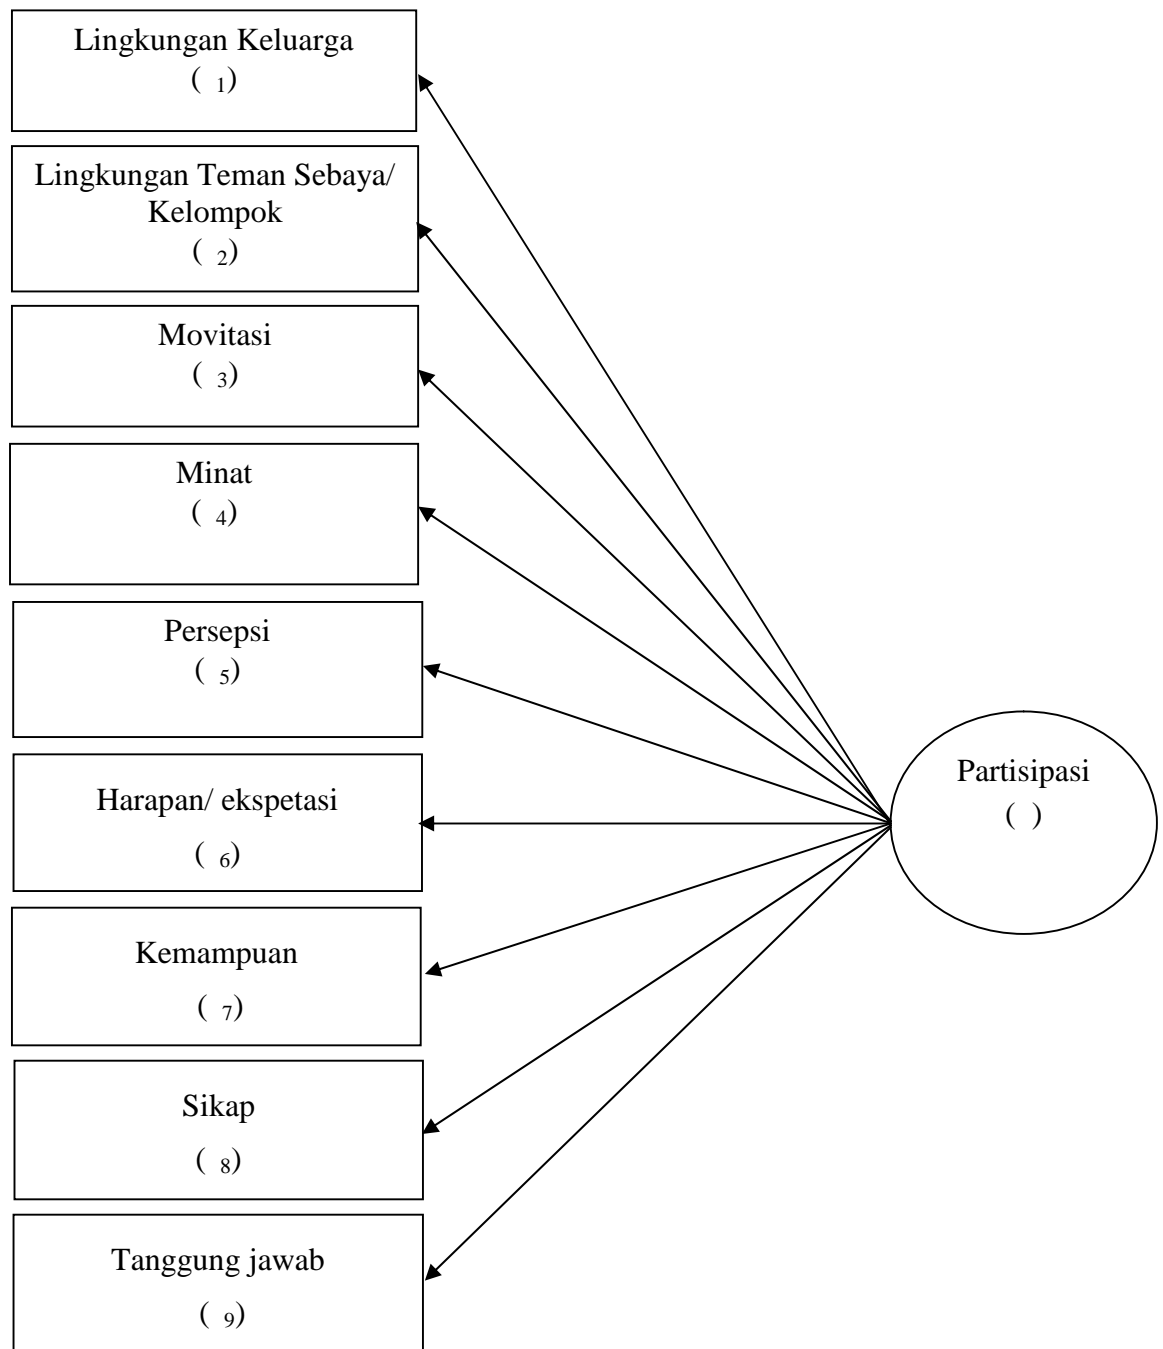 Lingkungan Keluarga
( ₁)
Lingkungan Teman Sebaya/
Kelompok
( ₂)
Movitasi
( ₃)
Minat
( ₄)
Persepsi
( ₅)
Harapan/ ekspetasi
( ₆)
Kemampuan
( ₇)
Sikap
( ₈)
Tanggung jawab
( ₉)
Partisipasi
( )